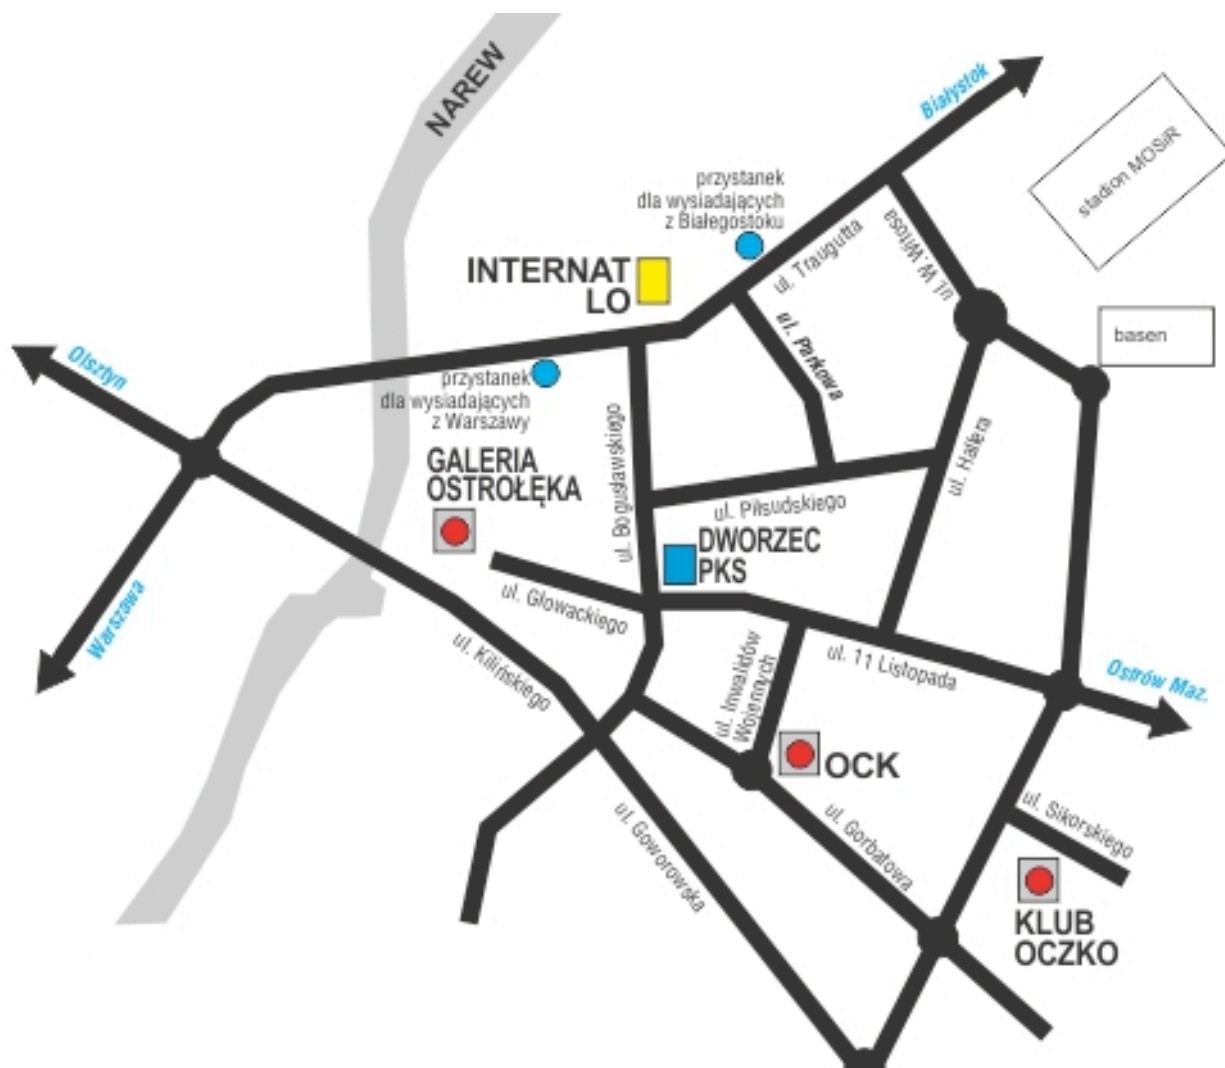 NAREW
Białystok
stadion MOSiR
przystanek
dla wysiadających
z Białegostoku
ul. Traugutta
ul. W. Witosa
INTERNAT
LO
ul. Parkowa
basen
Olsztyn
przystanek
dla wysiadających
z Warszawy
ul. Bogusławskiego
ul. Hallera
GALERIA
OSTROŁĘKA
ul. Piłsudskiego
DWORZEC
PKS
ul. Głowackiego
Warszawa
ul. Kilińskiego
ul. Inwalidów
Wojennych
ul. 11 Listopada
Ostrów Maz.
OCK
ul. Goworowska
ul. Gorbatowa
ul. Sikorskiego
KLUB
OCZKO